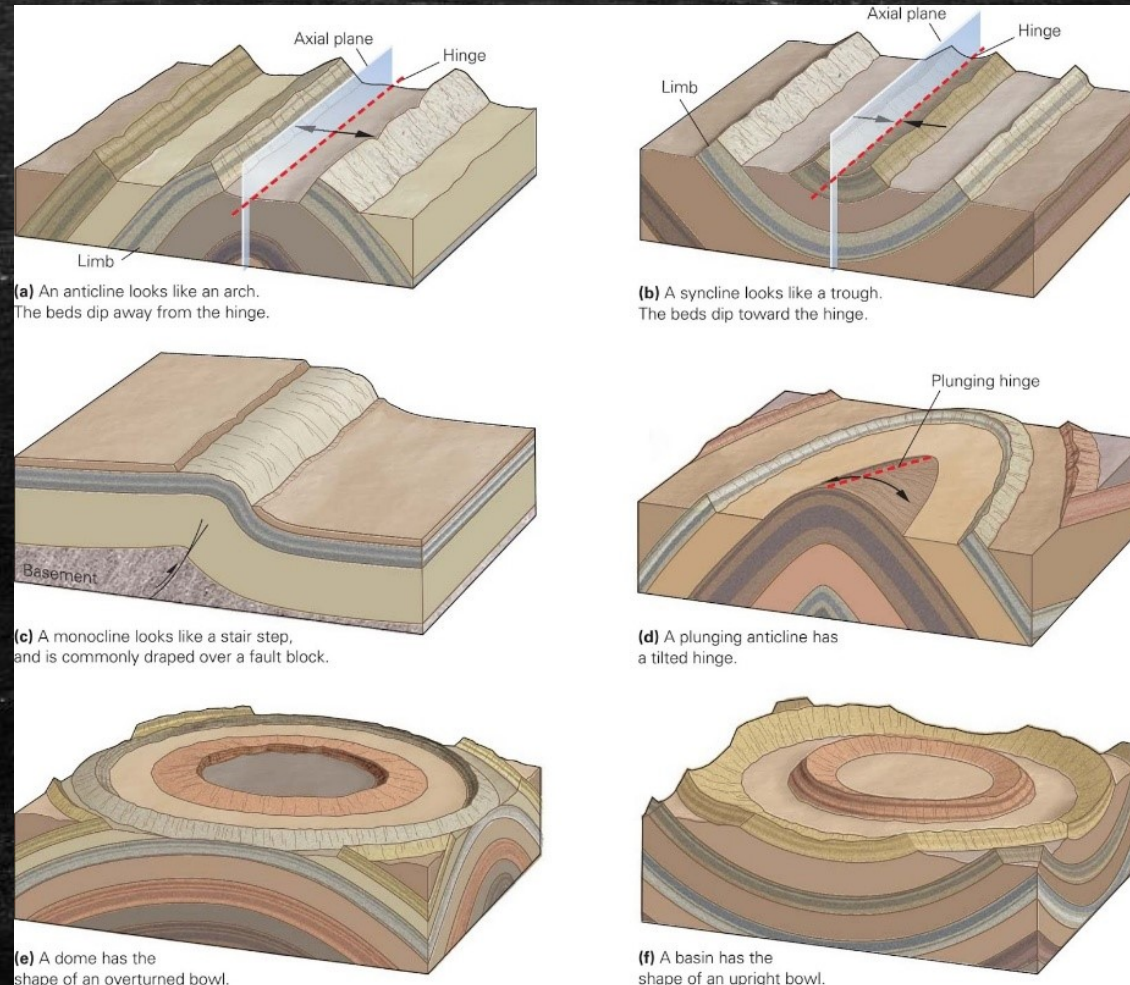 Axial plane
Hinge
Limb
(a) An anticline looks like an arch.
The beds dip away from the hinge.
Axial plane
Hinge
Limb
(b) A syncline looks like a trough.
The beds dip toward the hinge.
Basement
(c) A monocline looks like a stair step,
and is commonly draped over a fault block.
Plunging hinge
(d) A plunging anticline has
a tilted hinge.
(e) A dome has the
shape of an overturned bowl.
(f) A basin has the
shape of an upright bowl.